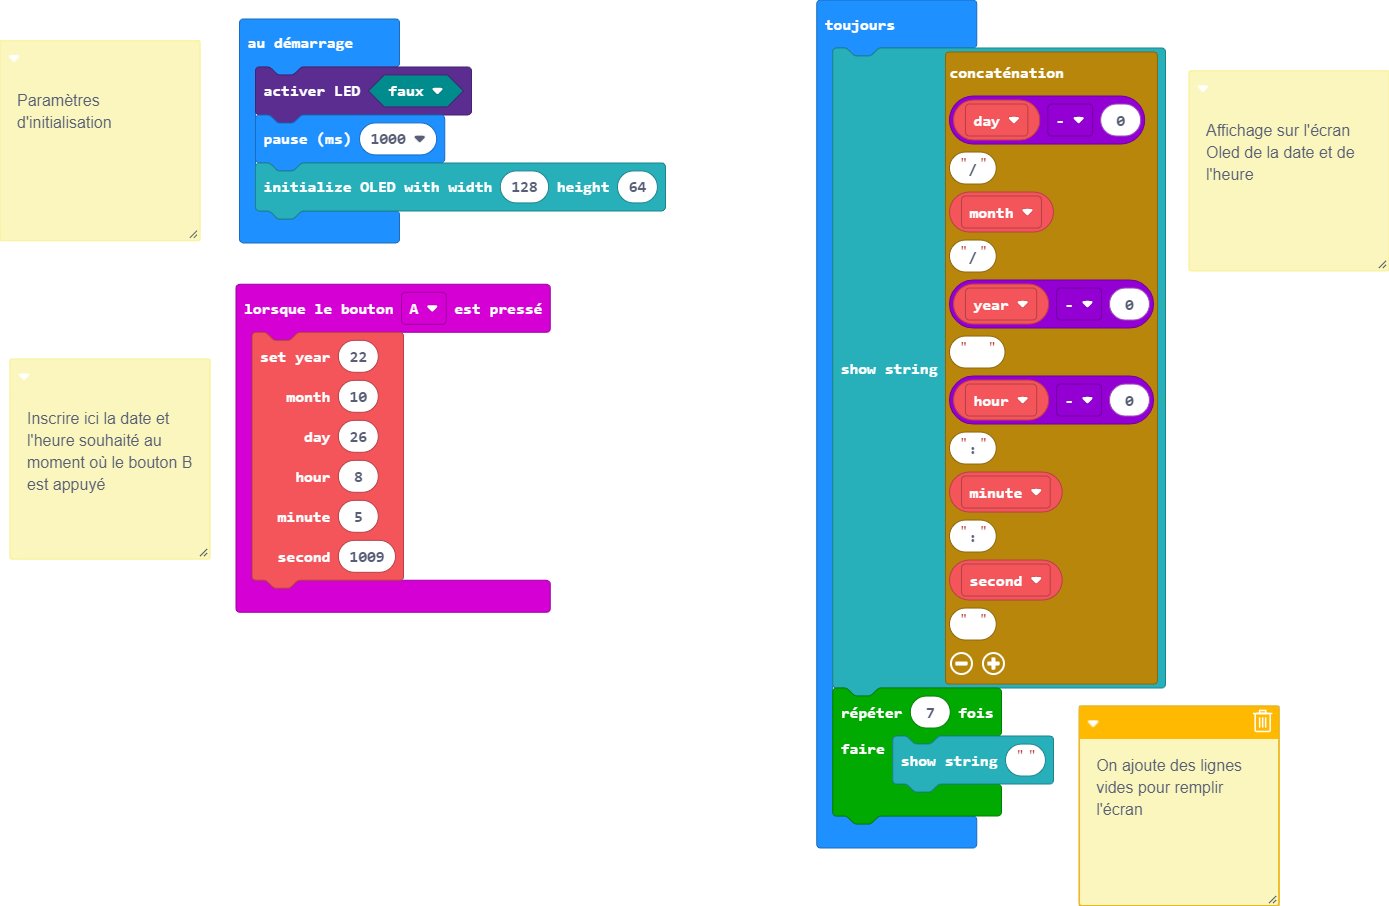 Paramètres
d'initialisation
au démarrage
activer LED faux
pause (ms) 1000
initialize OLED with width 128 height 64
Inscrire ici la date et
l'heure souhaité au
moment où le bouton B
est appuyé
lorsque le bouton A est pressé
set year 22
month 10
day 26
hour 8
minute 5
second 1009
toujours
show string
concaténation
day - 0
"/"
month
"/"
year - 0
" "
hour - 0
":"
minute
":"
second
" "
répéter 7 fois
faire show string " "
Affichage sur l'écran
Oled de la date et de
l'heure
On ajoute des lignes
vides pour remplir
l'écran